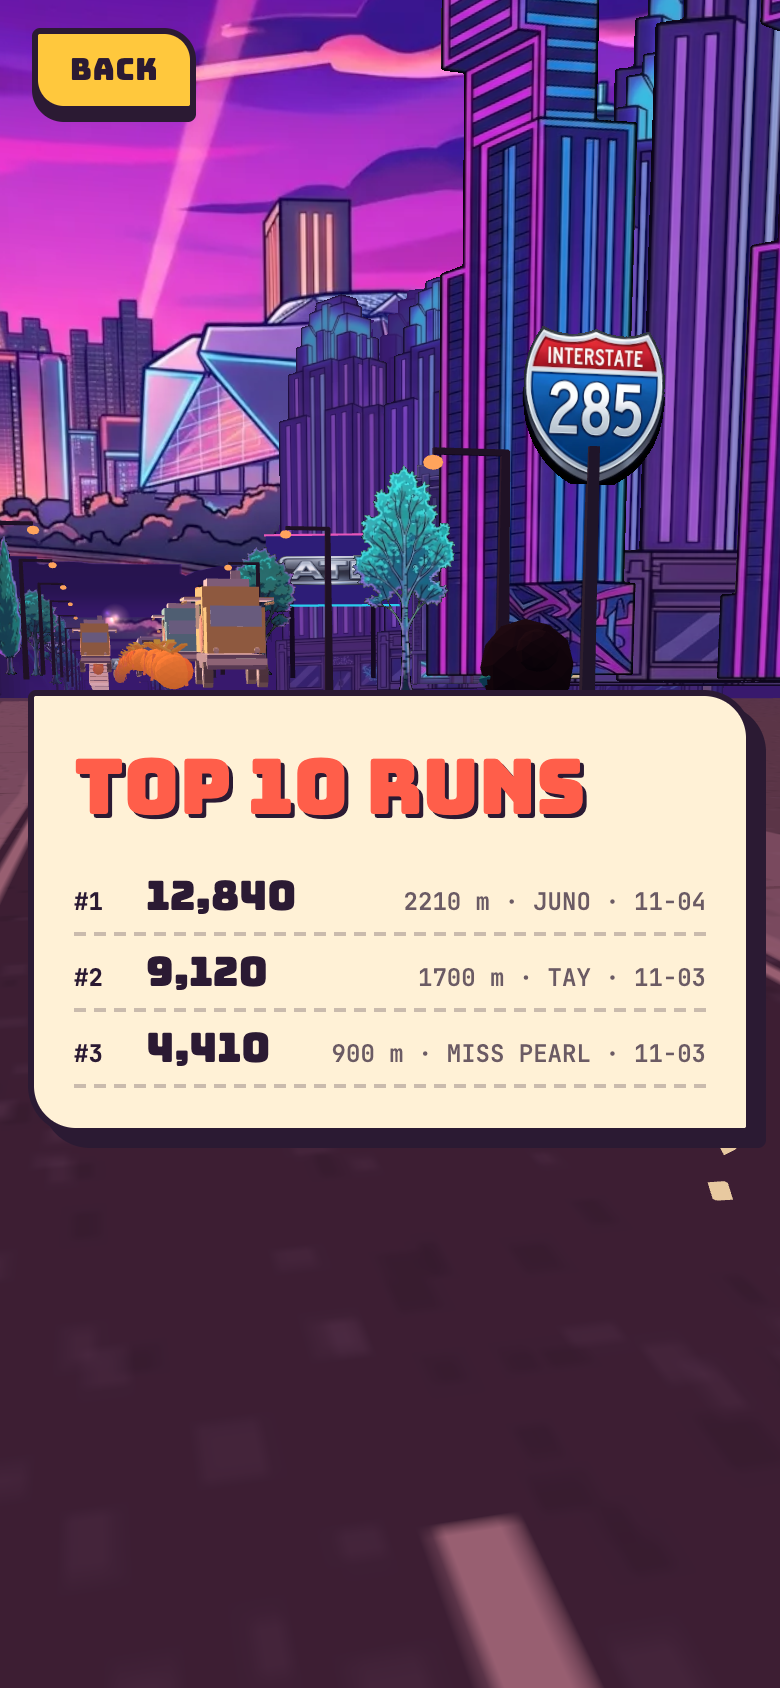 BACK
INTERSTATE
285
TOP 10 RUNS
#1 12,840 2210 m · JUNO · 11-04
#2 9,120 1700 m · TAY · 11-03
#3 4,410 900 m · MISS PEARL · 11-03